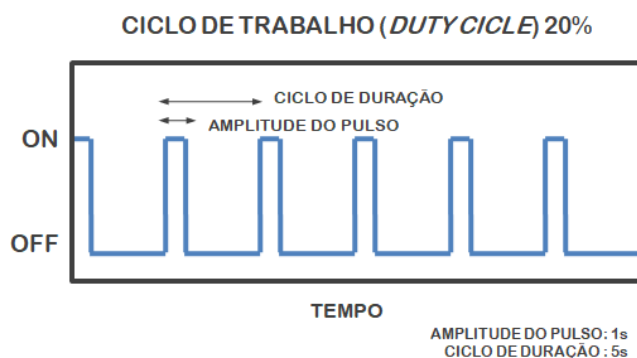 CICLO DE TRABALHO (DUTY CICLE) 20%
CICLO DE DURAÇÃO
AMPLITUDE DO PULSO
ON
OFF
TEMPO
AMPLITUDE DO PULSO: 1s
CICLO DE DURAÇÃO : 5s